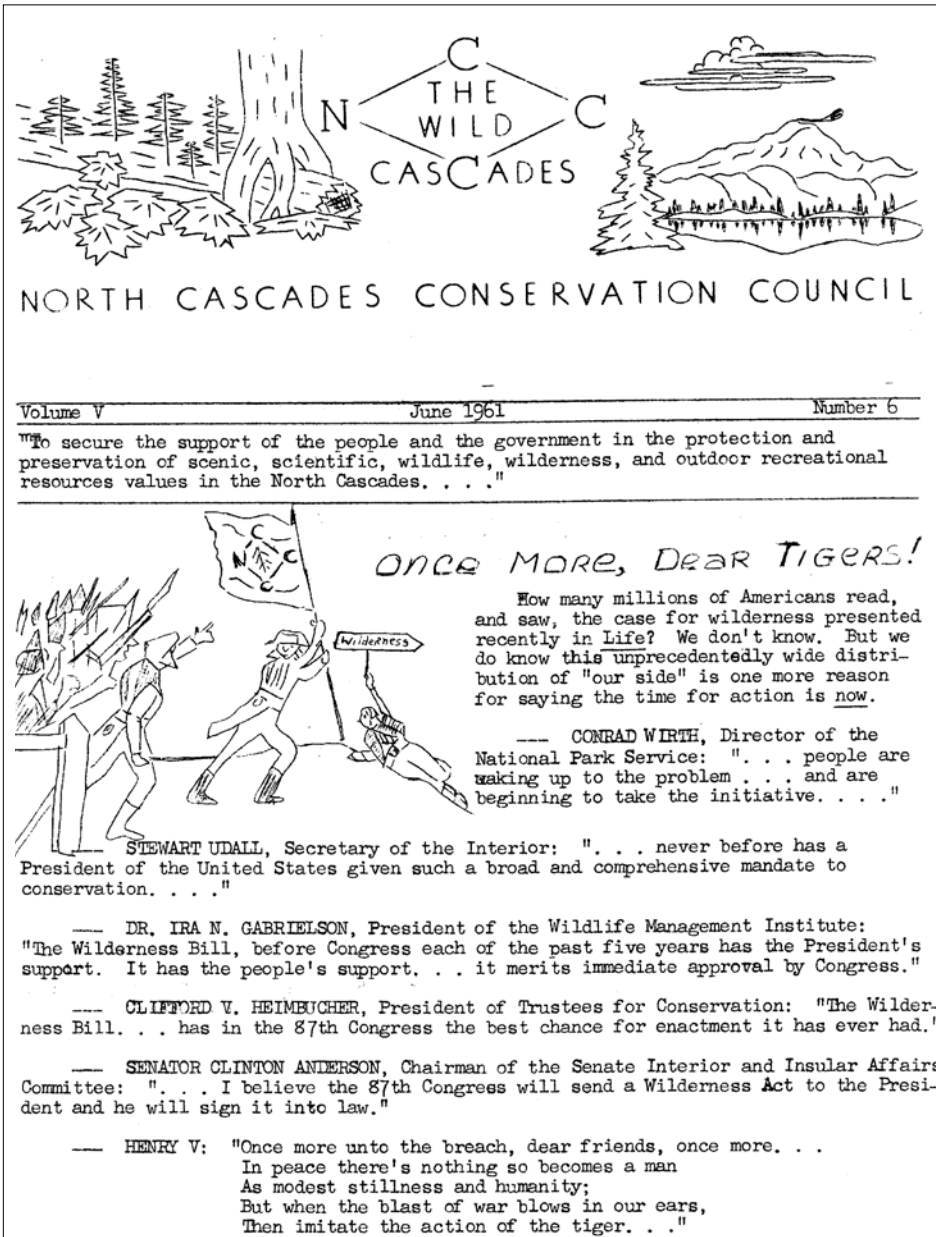 C
N THE C
WILD
CASCADES
NORTH CASCADES CONSERVATION COUNCIL
Volume V June 1961 Number 6
"To secure the support of the people and the government in the protection and
preservation of scenic, scientific, wildlife, wilderness, and outdoor recreational
resources values in the North Cascades. . . ."
N C C C
Wilderness
ONCE MORE, DEAR TIGERS!
How many millions of Americans read,
and saw, the case for wilderness presented
recently in Life? We don't know. But we
do know this unprecedentedly wide distri-
bution of "our side" is one more reason
for saying the time for action is now.
--- CONRAD WIRTH, Director of the
National Park Service: ". . . people are
waking up to the problem . . . and are
beginning to take the initiative. . . ."
--- STEWART UDALL, Secretary of the Interior: ". . . never before has a
President of the United States given such a broad and comprehensive mandate to
conservation. . . ."
--- DR. IRA N. GABRIELSON, President of the Wildlife Management Institute:
"The Wilderness Bill, before Congress each of the past five years has the President's
support. It has the people's support. . . it merits immediate approval by Congress."
--- CLIFFORD V. HEIMBUCHER, President of Trustees for Conservation: "The Wilder-
ness Bill. . . has in the 87th Congress the best chance for enactment it has ever had."
--- SENATOR CLINTON ANDERSON, Chairman of the Senate Interior and Insular Affairs
Committee: ". . . I believe the 87th Congress will send a Wilderness Act to the Presi-
dent and he will sign it into law."
--- HENRY V: "Once more unto the breach, dear friends, once more. . .
In peace there's nothing so becomes a man
As modest stillness and humanity;
But when the blast of war blows in our ears,
Then imitate the action of the tiger. . ."